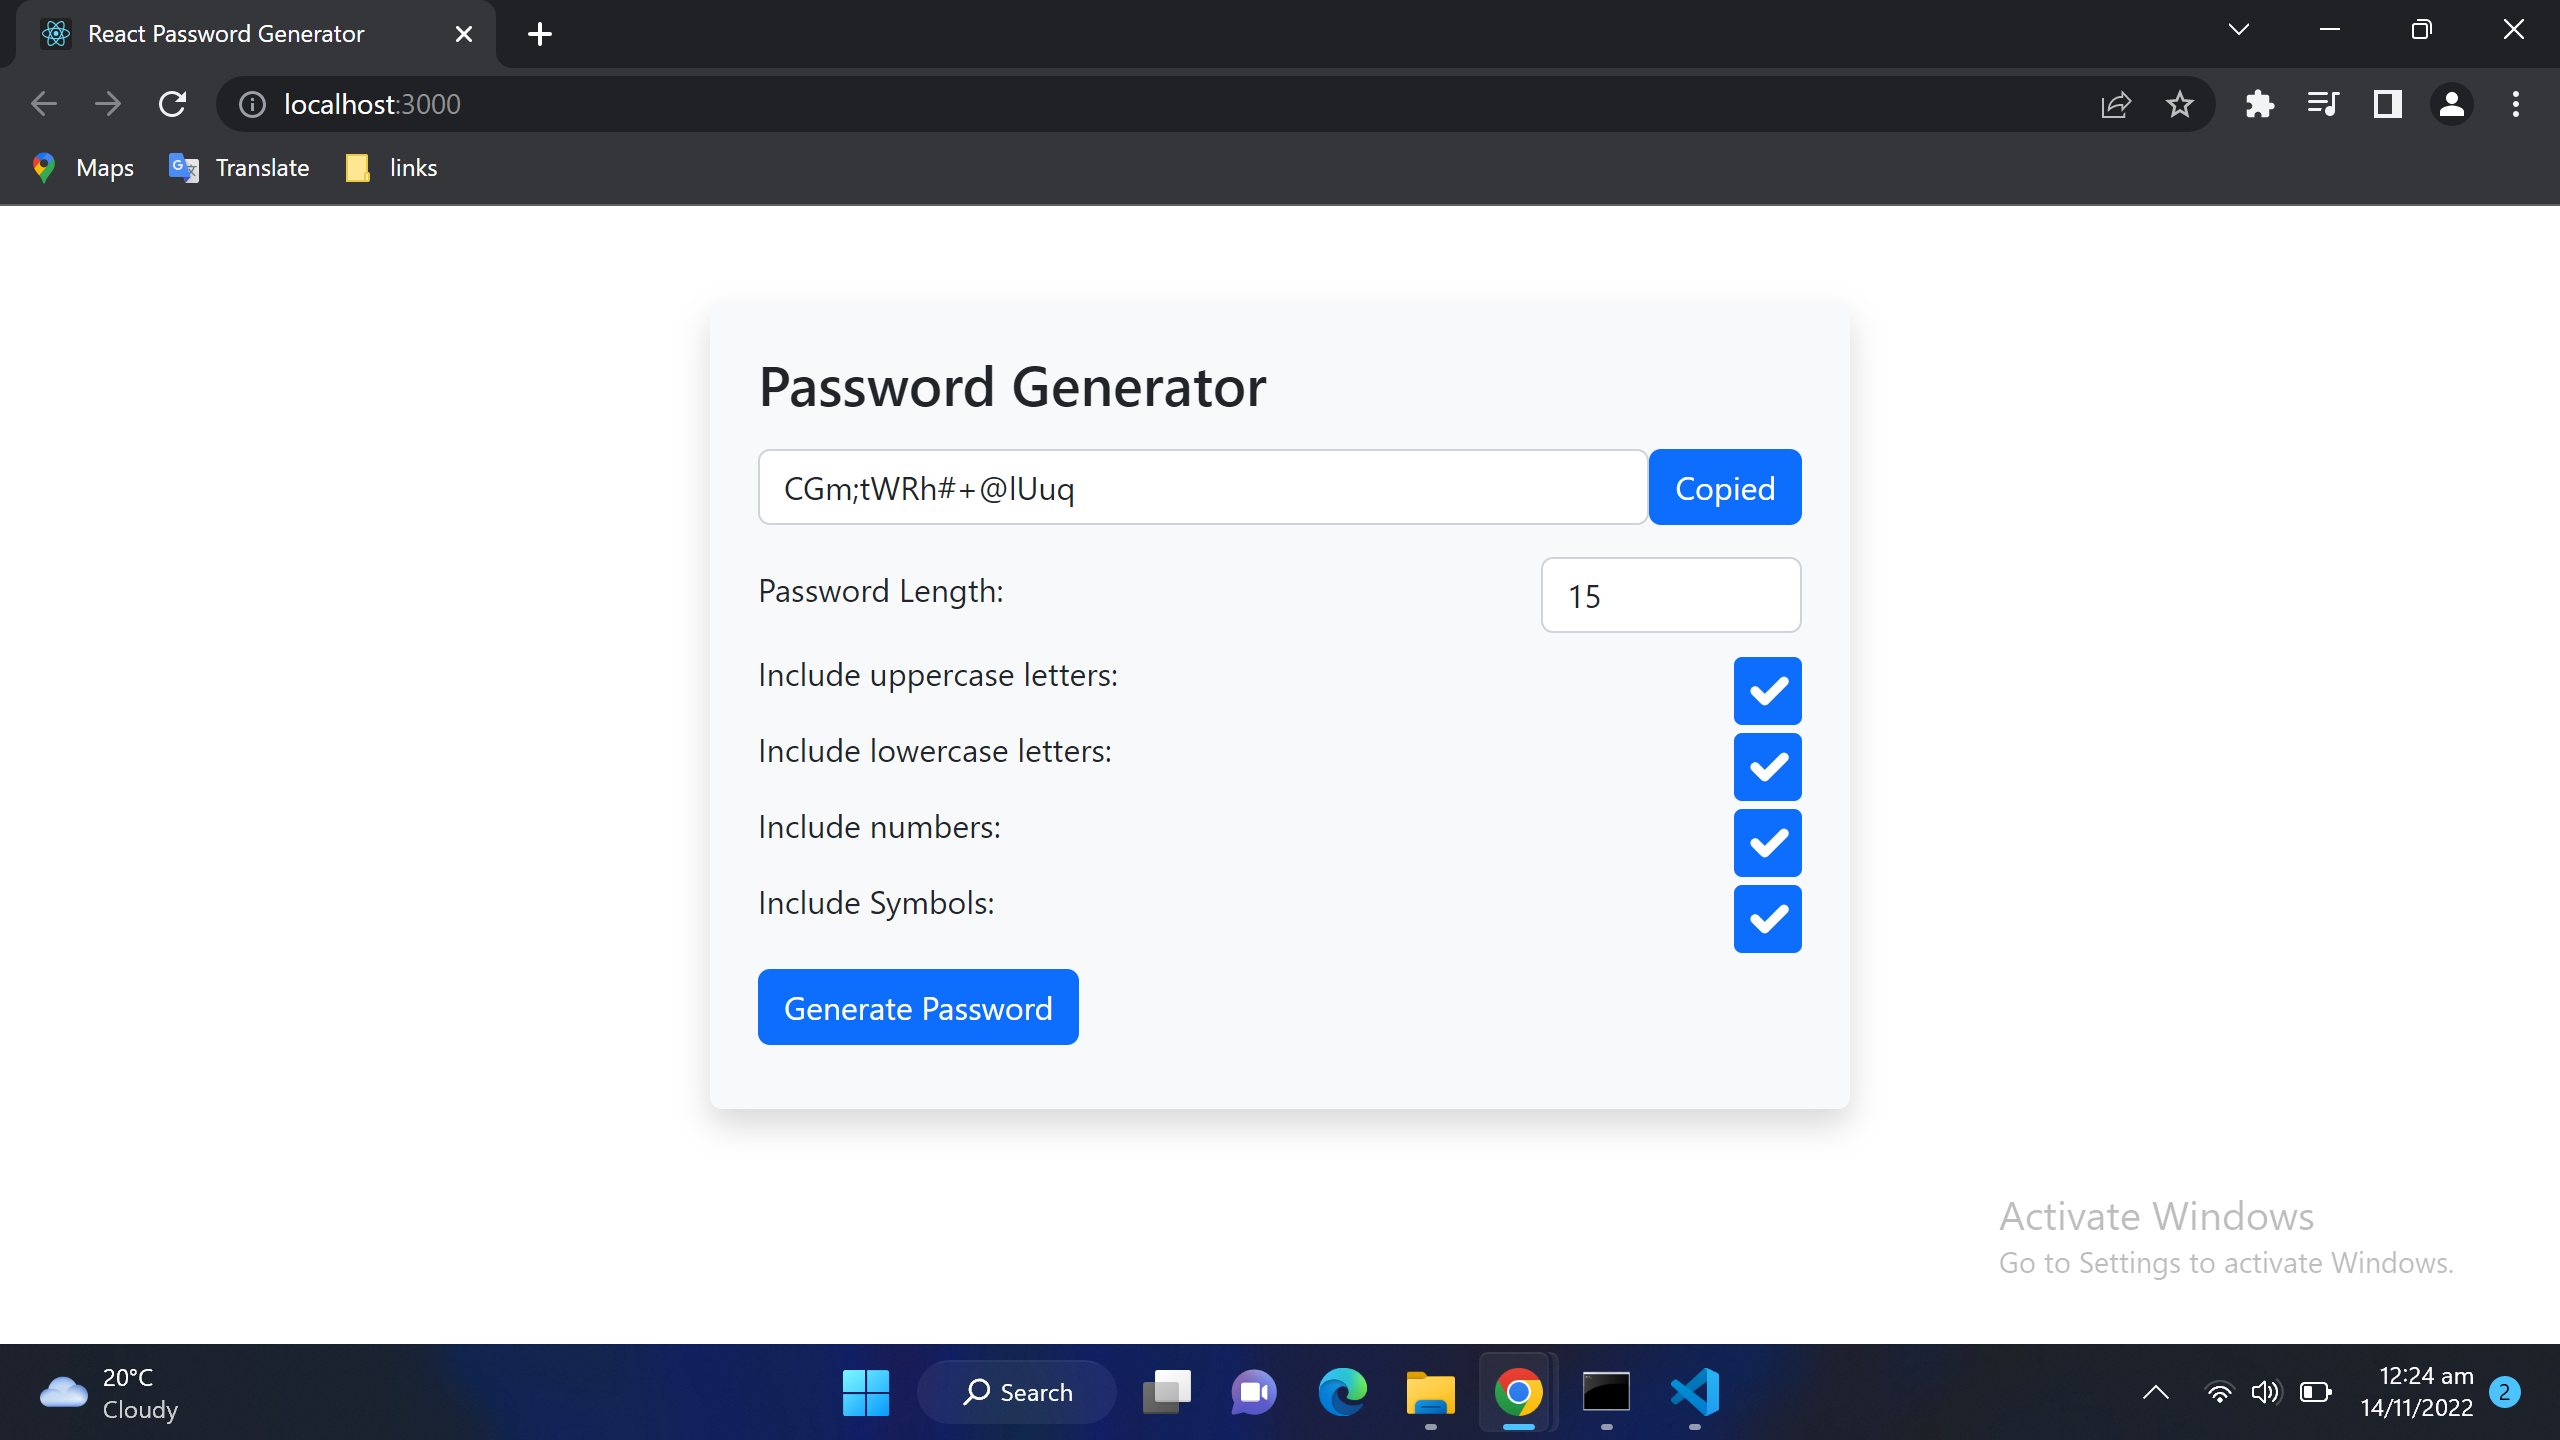 React Password Generator
localhost:3000
Maps Translate links
Password Generator
CGm;tWRh#+@lUuq Copied
Password Length: 15
Include uppercase letters:
Include lowercase letters:
Include numbers:
Include Symbols:
Generate Password
Activate Windows
Go to Settings to activate Windows.
20°C
Cloudy
Search
12:24 am
14/11/2022
2